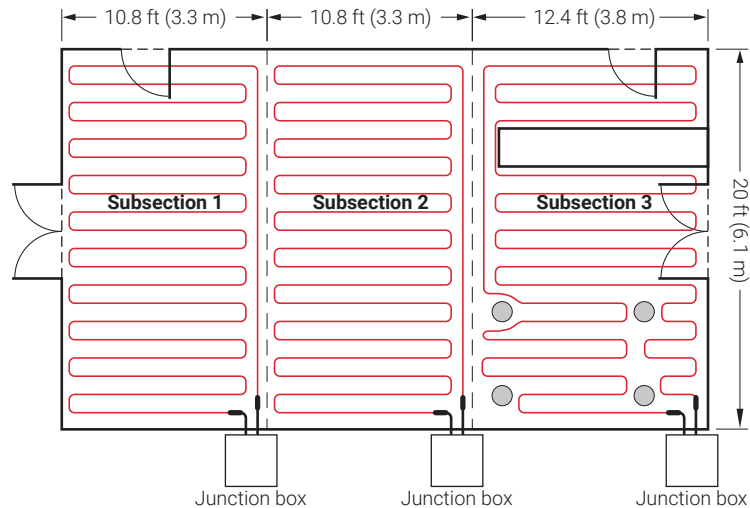 10.8 ft (3.3 m)
10.8 ft (3.3 m)
12.4 ft (3.8 m)
Subsection 1
Subsection 2
Subsection 3
20 ft (6.1 m)
Junction box
Junction box
Junction box